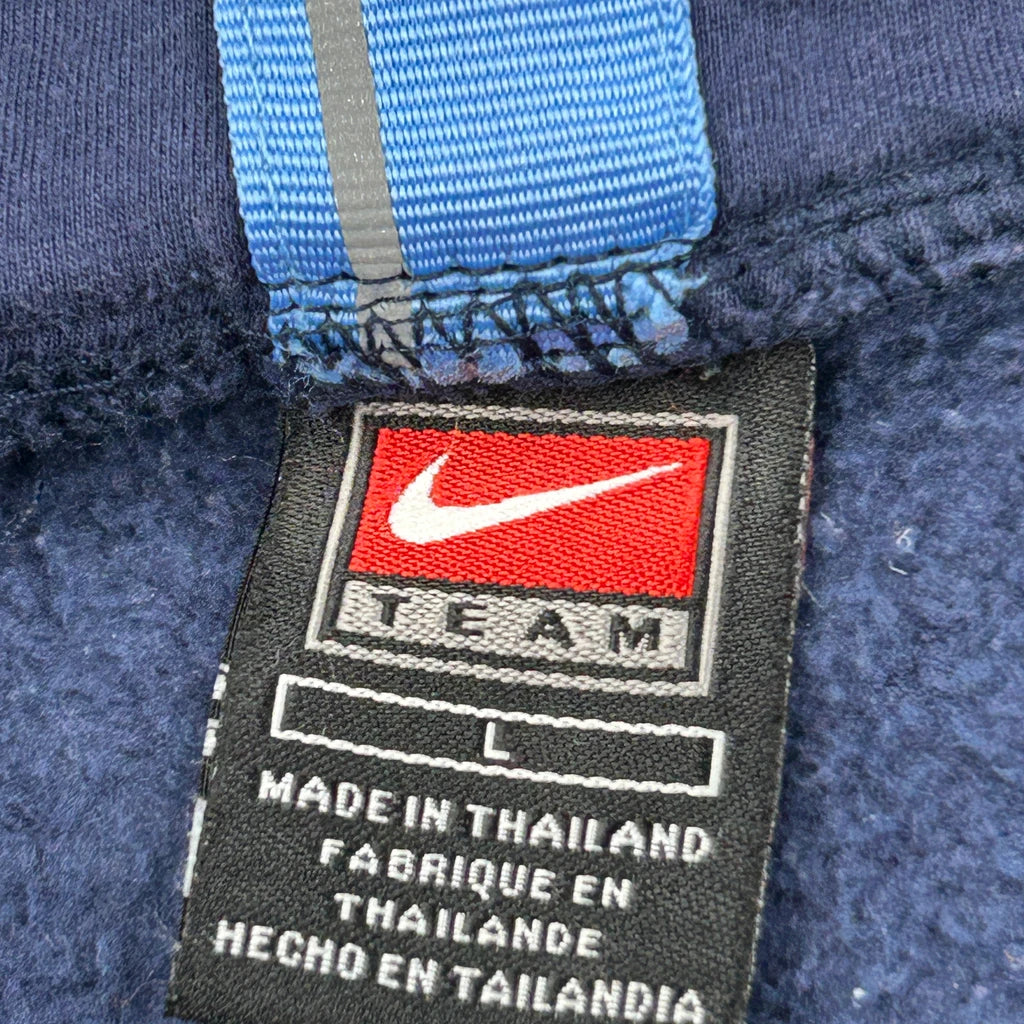 TEAM
L
MADE IN THAILAND
FABRIQUE EN
THAILANDE
HECHO EN TAILANDIA